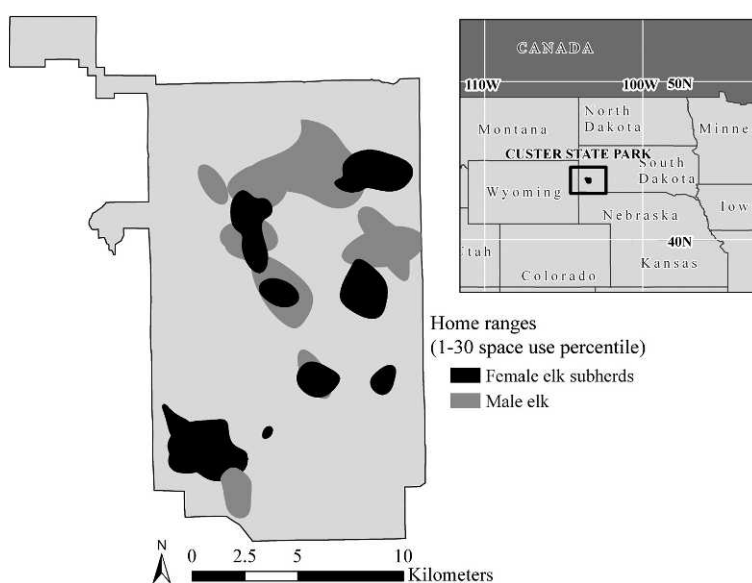 CANADA
110W
100W 50N
North
Dakota
Montana
Minne
CUSTER STATE PARK
South
Dakota
Wyoming
Iow
Nebraska
40N
tah
Colorado
Kansas
Home ranges
(1-30 space use percentile)
Female elk subherds
Male elk
N
0 2.5 5 10
Kilometers